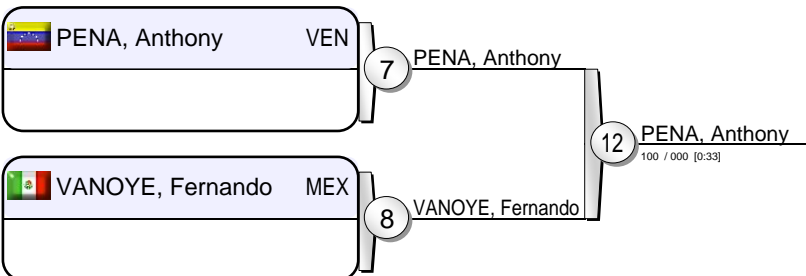 PENA, Anthony VEN
7
PENA, Anthony
12
PENA, Anthony
100 / 000 [0:33]
VANOYE, Fernando MEX
8
VANOYE, Fernando